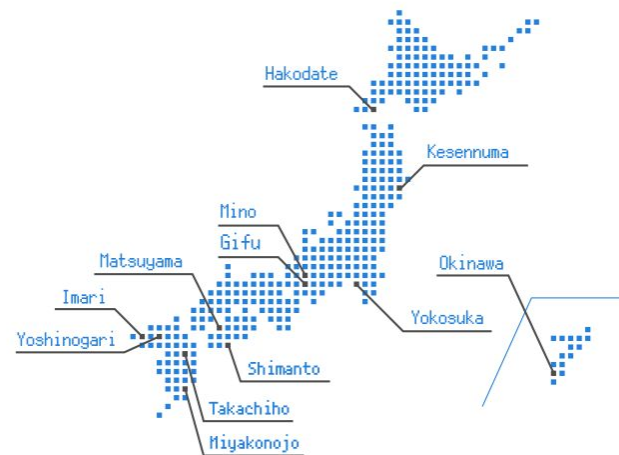 Hakodate
Kesennuma
Mino
Gifu
Matsuyama
Okinawa
Imari
Yokosuka
Yoshinogari
Shimanto
Takachiho
Miyakonojo